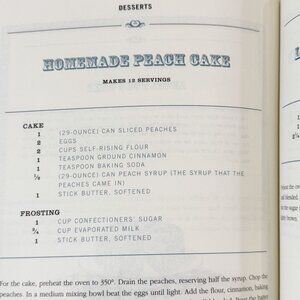 DESSERTS
HOMEMADE PEACH CAKE
MAKES 12 SERVINGS
CAKE
1 (29-OUNCE) CAN SLICED PEACHES
2 EGGS
2 CUPS SELF-RISING FLOUR
1 TEASPOON GROUND CINNAMON
1 TEASPOON BAKING SODA
½ (29-OUNCE) CAN PEACH SYRUP (THE SYRUP THAT THE
PEACHES CAME IN)
1 STICK BUTTER, SOFTENED
FROSTING
1 CUP CONFECTIONERS' SUGAR
¾ CUP EVAPORATED MILK
1 STICK BUTTER, SOFTENED
For the cake, preheat the oven to 350°. Drain the peaches, reserving half the syrup. Chop the
peaches. In a medium mixing bowl beat the eggs until light. Add the flour, cinnamon, baking